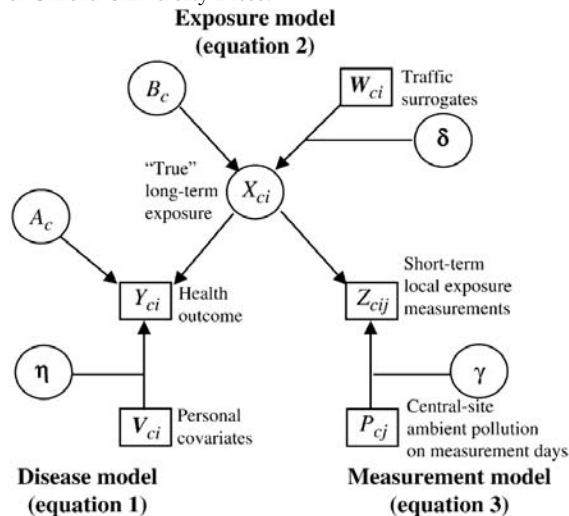 Exposure model
(equation 2)
B_c
W_ci
Traffic
surrogates
δ
"True"
long-term
exposure
X_ci
A_c
Y_ci
Health
outcome
Z_cij
Short-term
local exposure
measurements
η
γ
V_ci
Personal
covariates
P_cj
Central-site
ambient pollution
on measurement days
Disease model
(equation 1)
Measurement model
(equation 3)